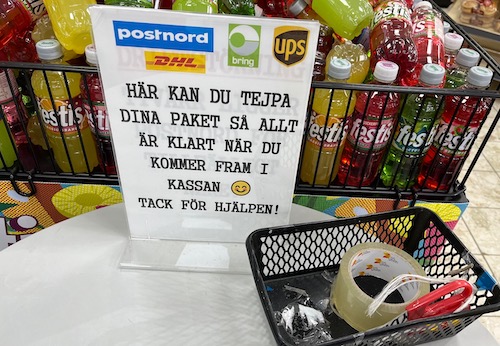 postnord
bring
ups
DHL
HÄR KAN DU TEJPA
DINA PAKET SÅ ALLT
ÄR KLART NÄR DU
KOMMER FRAM I
KASSAN 😊
TACK FÖR HJÄLPEN!
festis
festis
festis
festis
festis